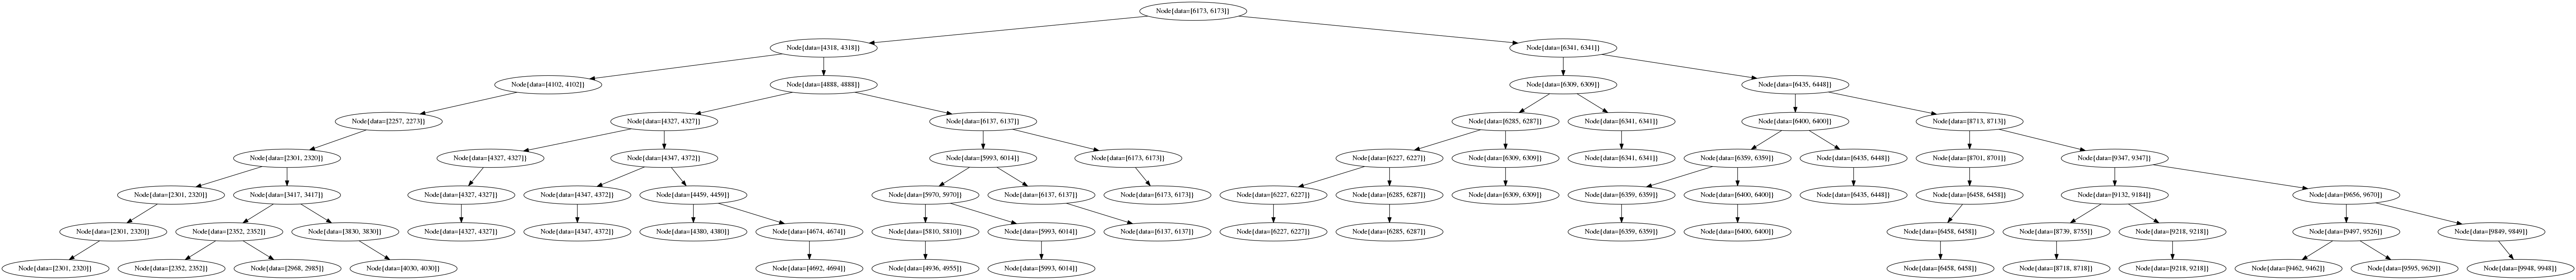 Node{data=[6173, 6173]}
Node{data=[4318, 4318]}
Node{data=[6341, 6341]}
Node{data=[4102, 4102]}
Node{data=[4888, 4888]}
Node{data=[6309, 6309]}
Node{data=[6435, 6448]}
Node{data=[2257, 2273]}
Node{data=[4327, 4327]}
Node{data=[6137, 6137]}
Node{data=[6285, 6287]}
Node{data=[6341, 6341]}
Node{data=[6400, 6400]}
Node{data=[8713, 8713]}
Node{data=[2301, 2320]}
Node{data=[4327, 4327]}
Node{data=[4347, 4372]}
Node{data=[5993, 6014]}
Node{data=[6173, 6173]}
Node{data=[6227, 6227]}
Node{data=[6309, 6309]}
Node{data=[6341, 6341]}
Node{data=[6359, 6359]}
Node{data=[6435, 6448]}
Node{data=[8701, 8701]}
Node{data=[9347, 9347]}
Node{data=[2301, 2320]}
Node{data=[3417, 3417]}
Node{data=[4327, 4327]}
Node{data=[4347, 4372]}
Node{data=[4459, 4459]}
Node{data=[5970, 5970]}
Node{data=[6137, 6137]}
Node{data=[6173, 6173]}
Node{data=[6227, 6227]}
Node{data=[6285, 6287]}
Node{data=[6309, 6309]}
Node{data=[6359, 6359]}
Node{data=[6400, 6400]}
Node{data=[6435, 6448]}
Node{data=[6458, 6458]}
Node{data=[9132, 9184]}
Node{data=[9656, 9670]}
Node{data=[2301, 2320]}
Node{data=[2352, 2352]}
Node{data=[3830, 3830]}
Node{data=[4327, 4327]}
Node{data=[4347, 4372]}
Node{data=[4380, 4380]}
Node{data=[4674, 4674]}
Node{data=[5810, 5810]}
Node{data=[5993, 6014]}
Node{data=[6137, 6137]}
Node{data=[6227, 6227]}
Node{data=[6285, 6287]}
Node{data=[6359, 6359]}
Node{data=[6400, 6400]}
Node{data=[6458, 6458]}
Node{data=[8739, 8755]}
Node{data=[9218, 9218]}
Node{data=[9497, 9526]}
Node{data=[9849, 9849]}
Node{data=[2301, 2320]}
Node{data=[2352, 2352]}
Node{data=[2968, 2985]}
Node{data=[4030, 4030]}
Node{data=[4692, 4694]}
Node{data=[4936, 4955]}
Node{data=[5993, 6014]}
Node{data=[6458, 6458]}
Node{data=[8718, 8718]}
Node{data=[9218, 9218]}
Node{data=[9462, 9462]}
Node{data=[9595, 9629]}
Node{data=[9948, 9948]}